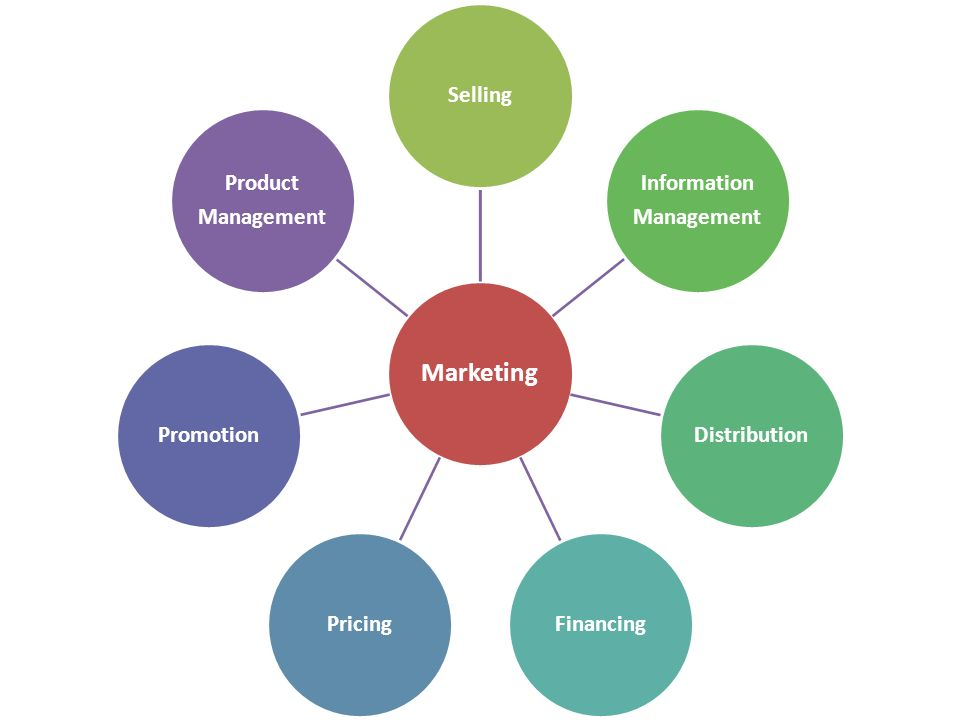 Selling
Product
Management
Information
Management
Marketing
Promotion
Distribution
Pricing
Financing